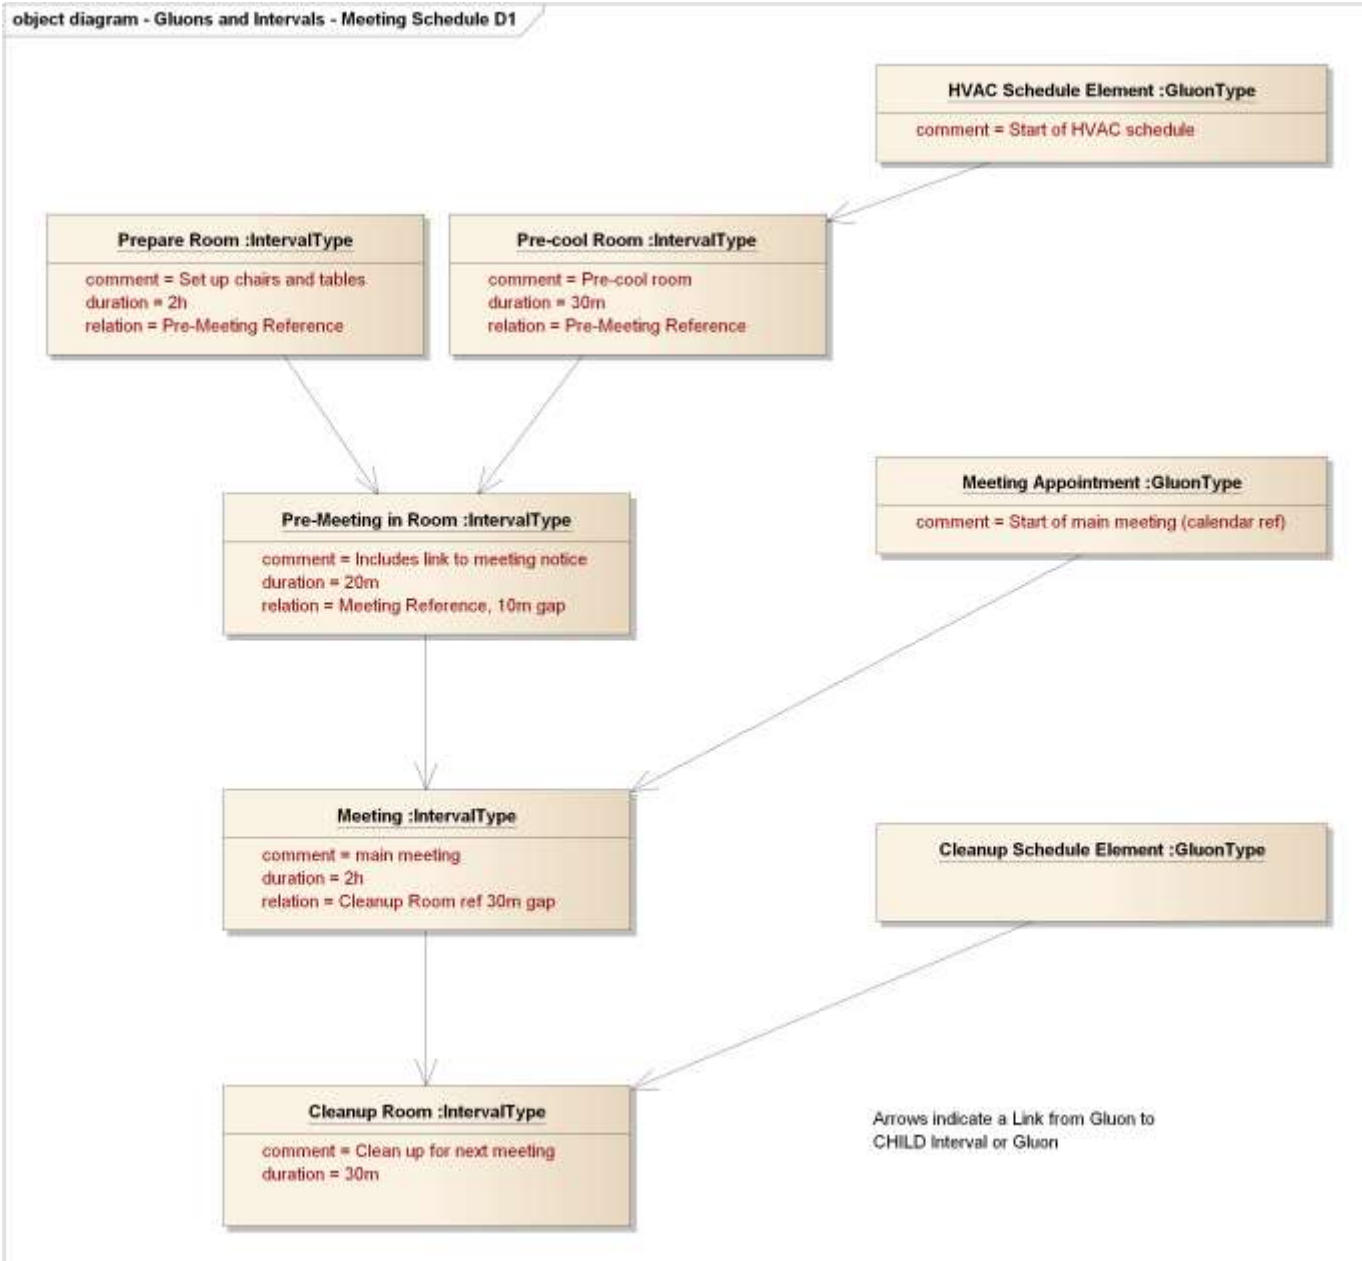 object diagram - Gluons and Intervals - Meeting Schedule D1
HVAC Schedule Element :GluonType
comment = Start of HVAC schedule
Prepare Room :IntervalType
comment = Set up chairs and tables
duration = 2h
relation = Pre-Meeting Reference
Pre-cool Room :IntervalType
comment = Pre-cool room
duration = 30m
relation = Pre-Meeting Reference
Meeting Appointment :GluonType
comment = Start of main meeting (calendar ref)
Pre-Meeting in Room :IntervalType
comment = Includes link to meeting notice
duration = 20m
relation = Meeting Reference, 10m gap
Meeting :IntervalType
comment = main meeting
duration = 2h
relation = Cleanup Room ref 30m gap
Cleanup Schedule Element :GluonType
Cleanup Room :IntervalType
comment = Clean up for next meeting
duration = 30m
Arrows indicate a Link from Gluon to
CHILD Interval or Gluon